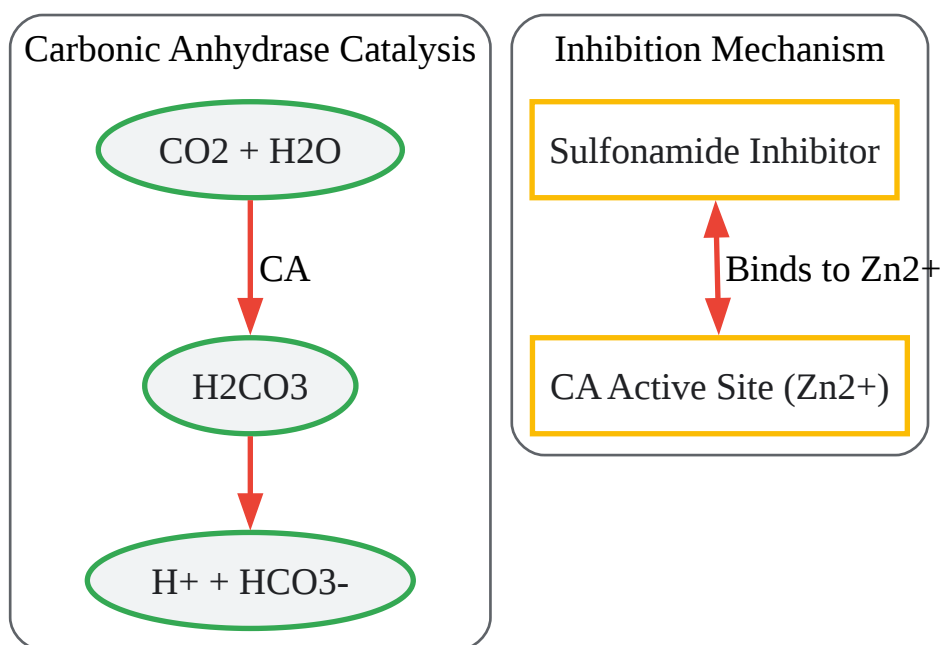 Carbonic Anhydrase Catalysis
CO2 + H2O
CA
H2CO3
H+ + HCO3-
Inhibition Mechanism
Sulfonamide Inhibitor
Binds to Zn2+
CA Active Site (Zn2+)